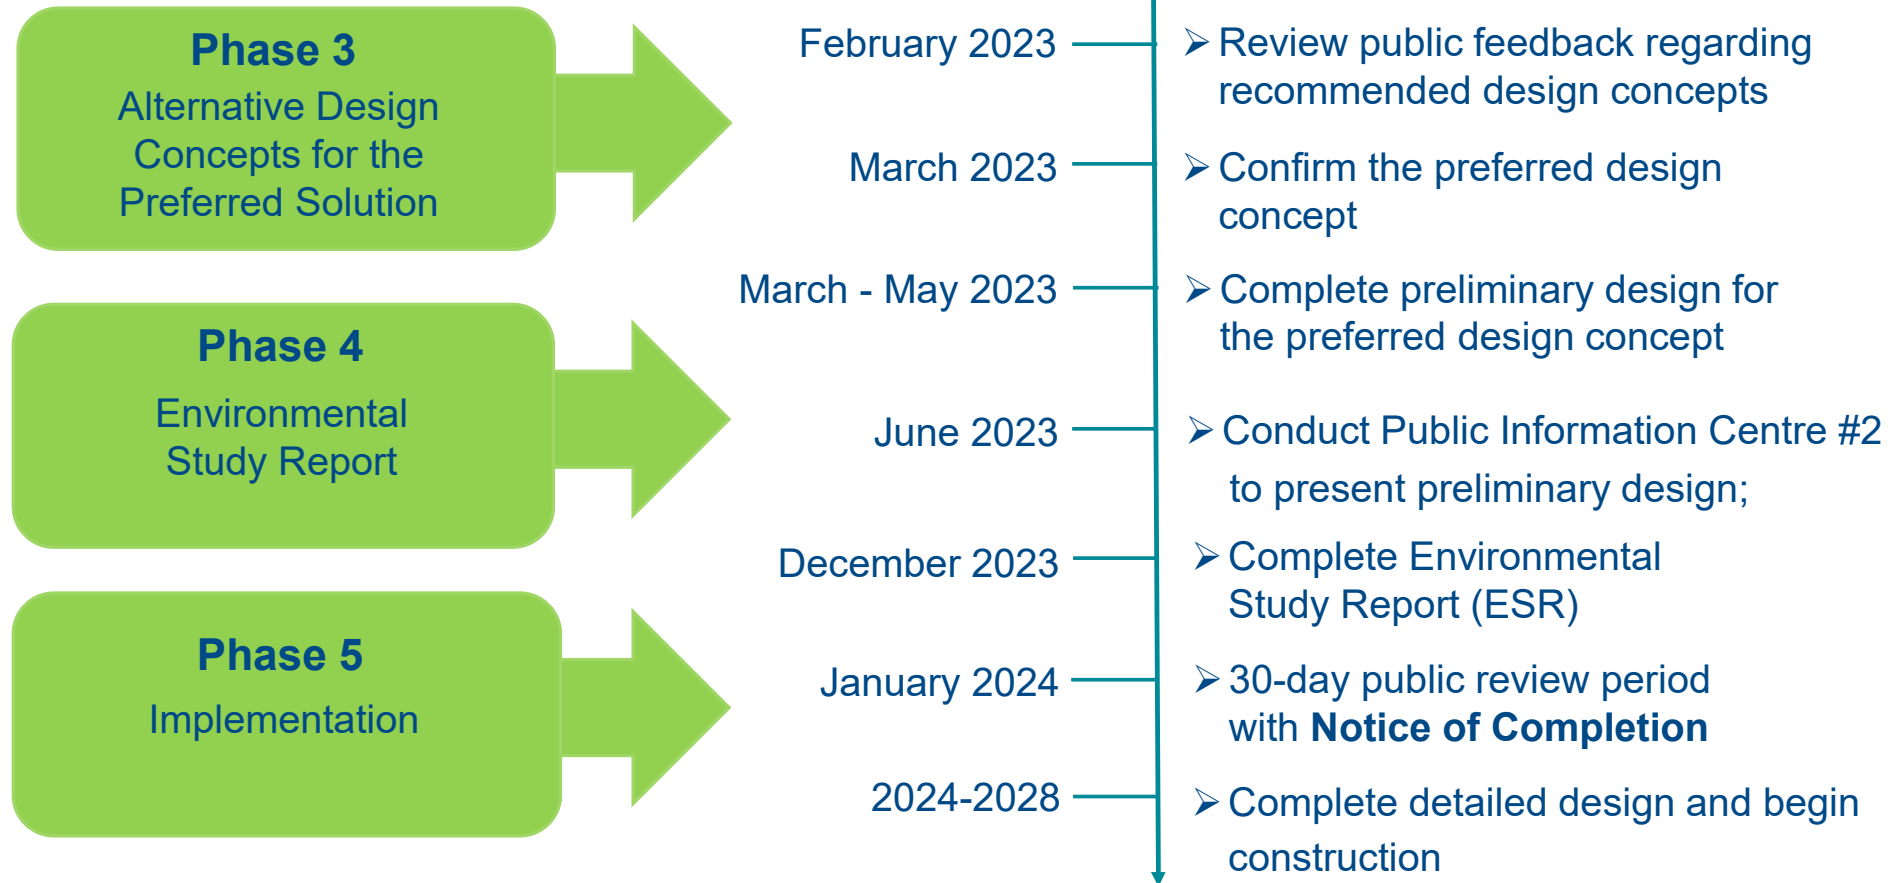 Phase 3
Alternative Design
Concepts for the
Preferred Solution
Phase 4
Environmental
Study Report
Phase 5
Implementation
February 2023
➢ Review public feedback regarding
recommended design concepts
March 2023
➢ Confirm the preferred design
concept
March - May 2023
➢ Complete preliminary design for
the preferred design concept
June 2023
➢ Conduct Public Information Centre #2
to present preliminary design;
December 2023
➢ Complete Environmental
Study Report (ESR)
January 2024
➢ 30-day public review period
with Notice of Completion
2024-2028
➢ Complete detailed design and begin
construction